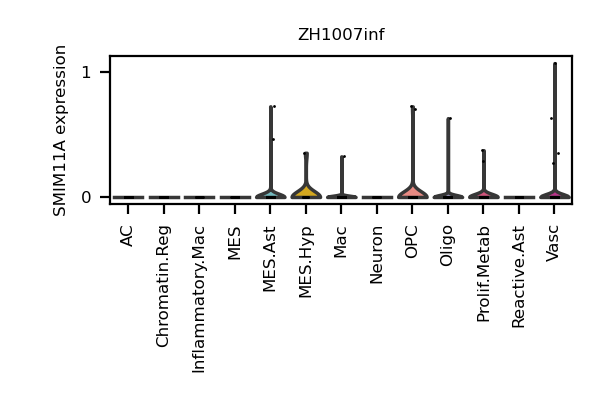 ZH1007inf
SMIM11A expression
1
0
AC
Chromatin.Reg
Inflammatory.Mac
MES
MES.Ast
MES.Hyp
Mac
Neuron
OPC
Oligo
Prolif.Metab
Reactive.Ast
Vasc